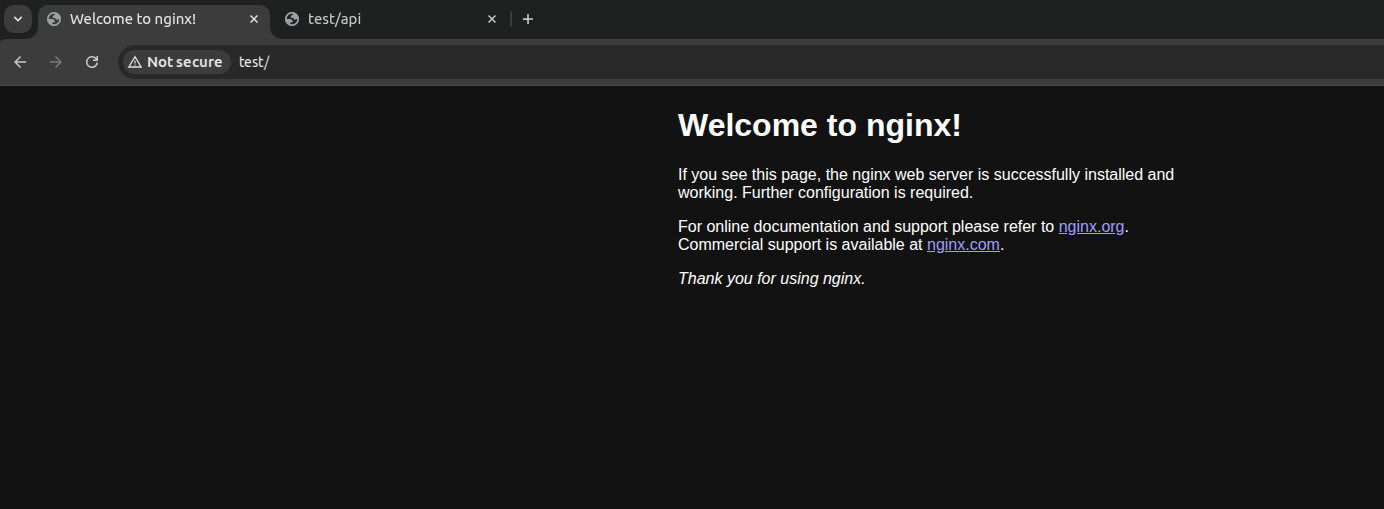 Welcome to nginx!
test/api
Not secure
test/
Welcome to nginx!
If you see this page, the nginx web server is successfully installed and
working. Further configuration is required.
For online documentation and support please refer to nginx.org.
Commercial support is available at nginx.com.
Thank you for using nginx.